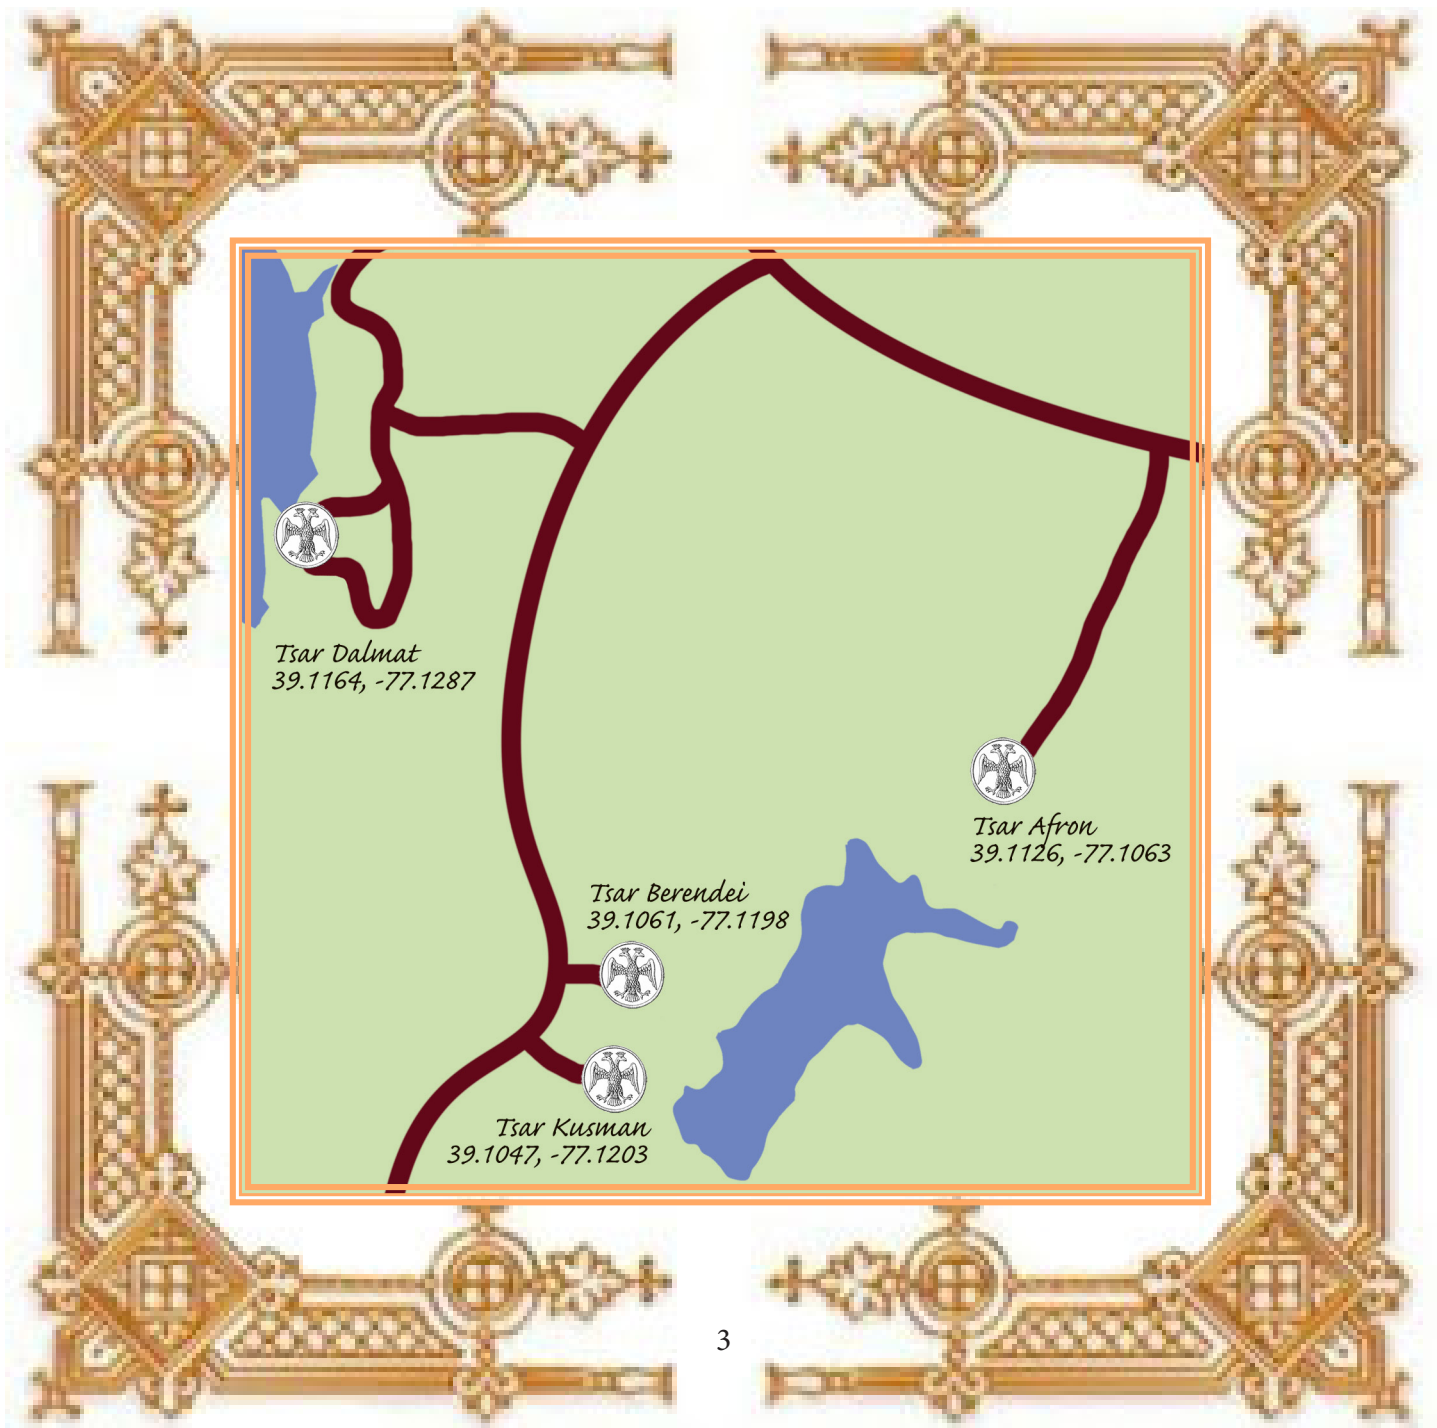 Tsar Dalmat
39.1164, -77.1287
Tsar Afron
39.1126, -77.1063
Tsar Berendei
39.1061, -77.1198
Tsar Kusman
39.1047, -77.1203
3